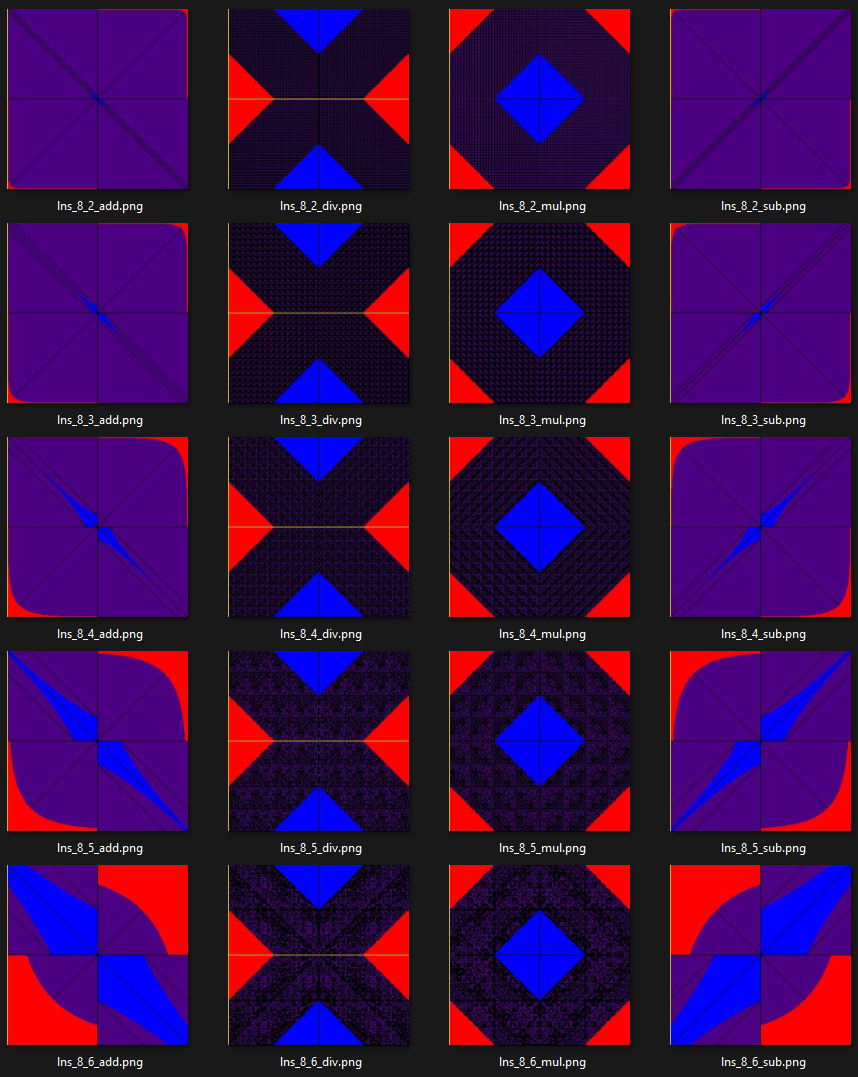 lns_8_2_add.png
lns_8_2_div.png
lns_8_2_mul.png
lns_8_2_sub.png
lns_8_3_add.png
lns_8_3_div.png
lns_8_3_mul.png
lns_8_3_sub.png
lns_8_4_add.png
lns_8_4_div.png
lns_8_4_mul.png
lns_8_4_sub.png
lns_8_5_add.png
lns_8_5_div.png
lns_8_5_mul.png
lns_8_5_sub.png
lns_8_6_add.png
lns_8_6_div.png
lns_8_6_mul.png
lns_8_6_sub.png